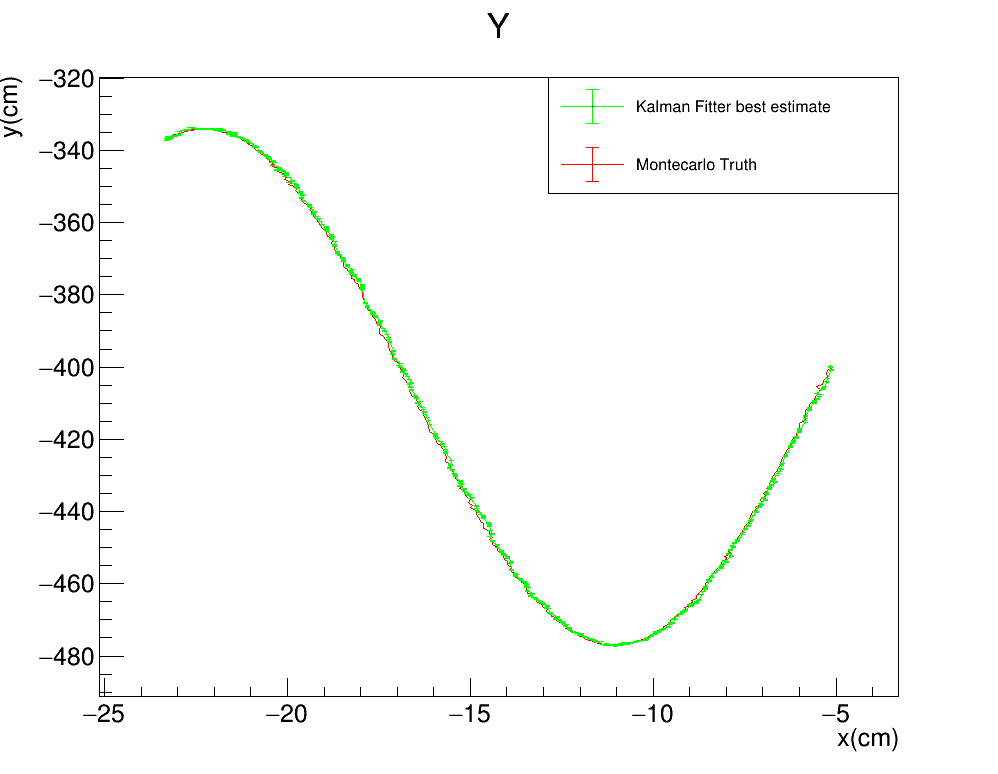 Y
y(cm)
−320
−340
−360
−380
−400
−420
−440
−460
−480
Kalman Fitter best estimate
Montecarlo Truth
−25 −20 −15 −10 −5
x(cm)